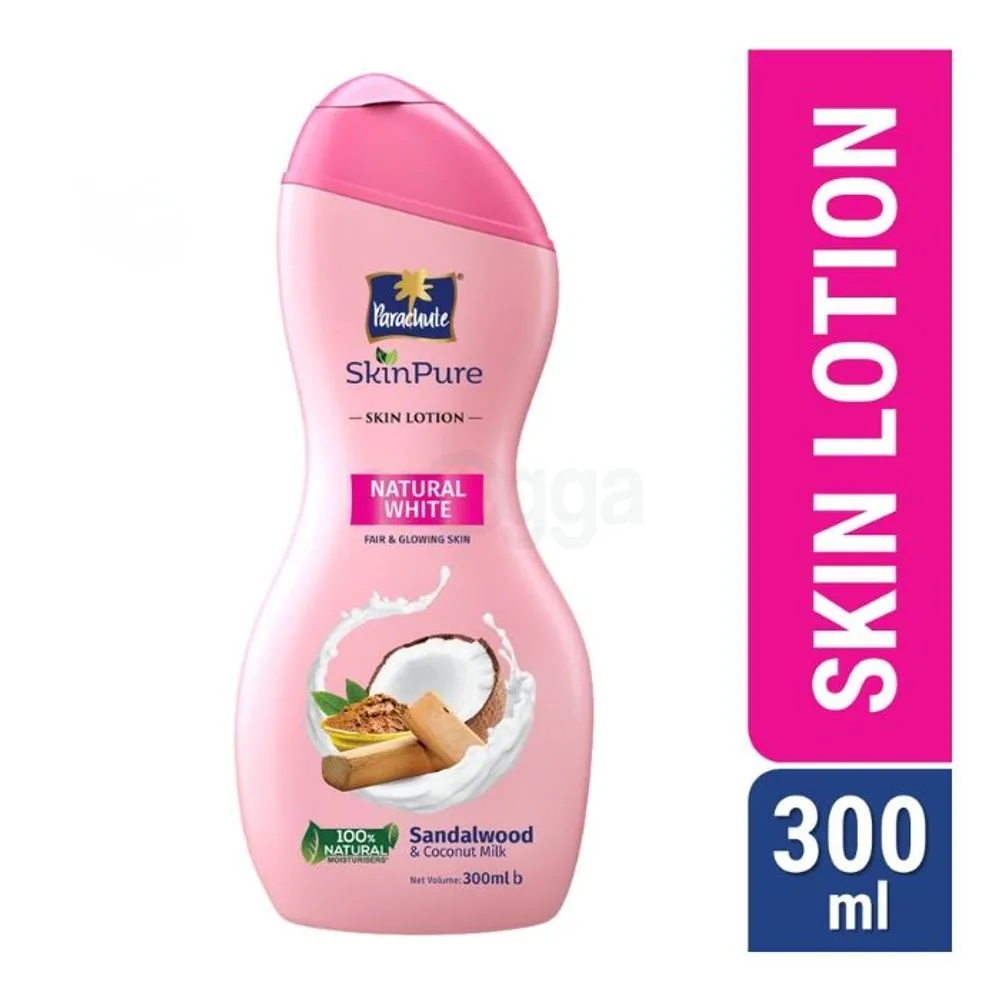 Parachute
®
SkinPure
SKIN LOTION
NATURAL
WHITE
FAIR & GLOWING SKIN
100%
NATURAL
MOISTURISERS*
Sandalwood
& Coconut Milk
Net Volume: 300ml b
SKIN LOTION
300
ml